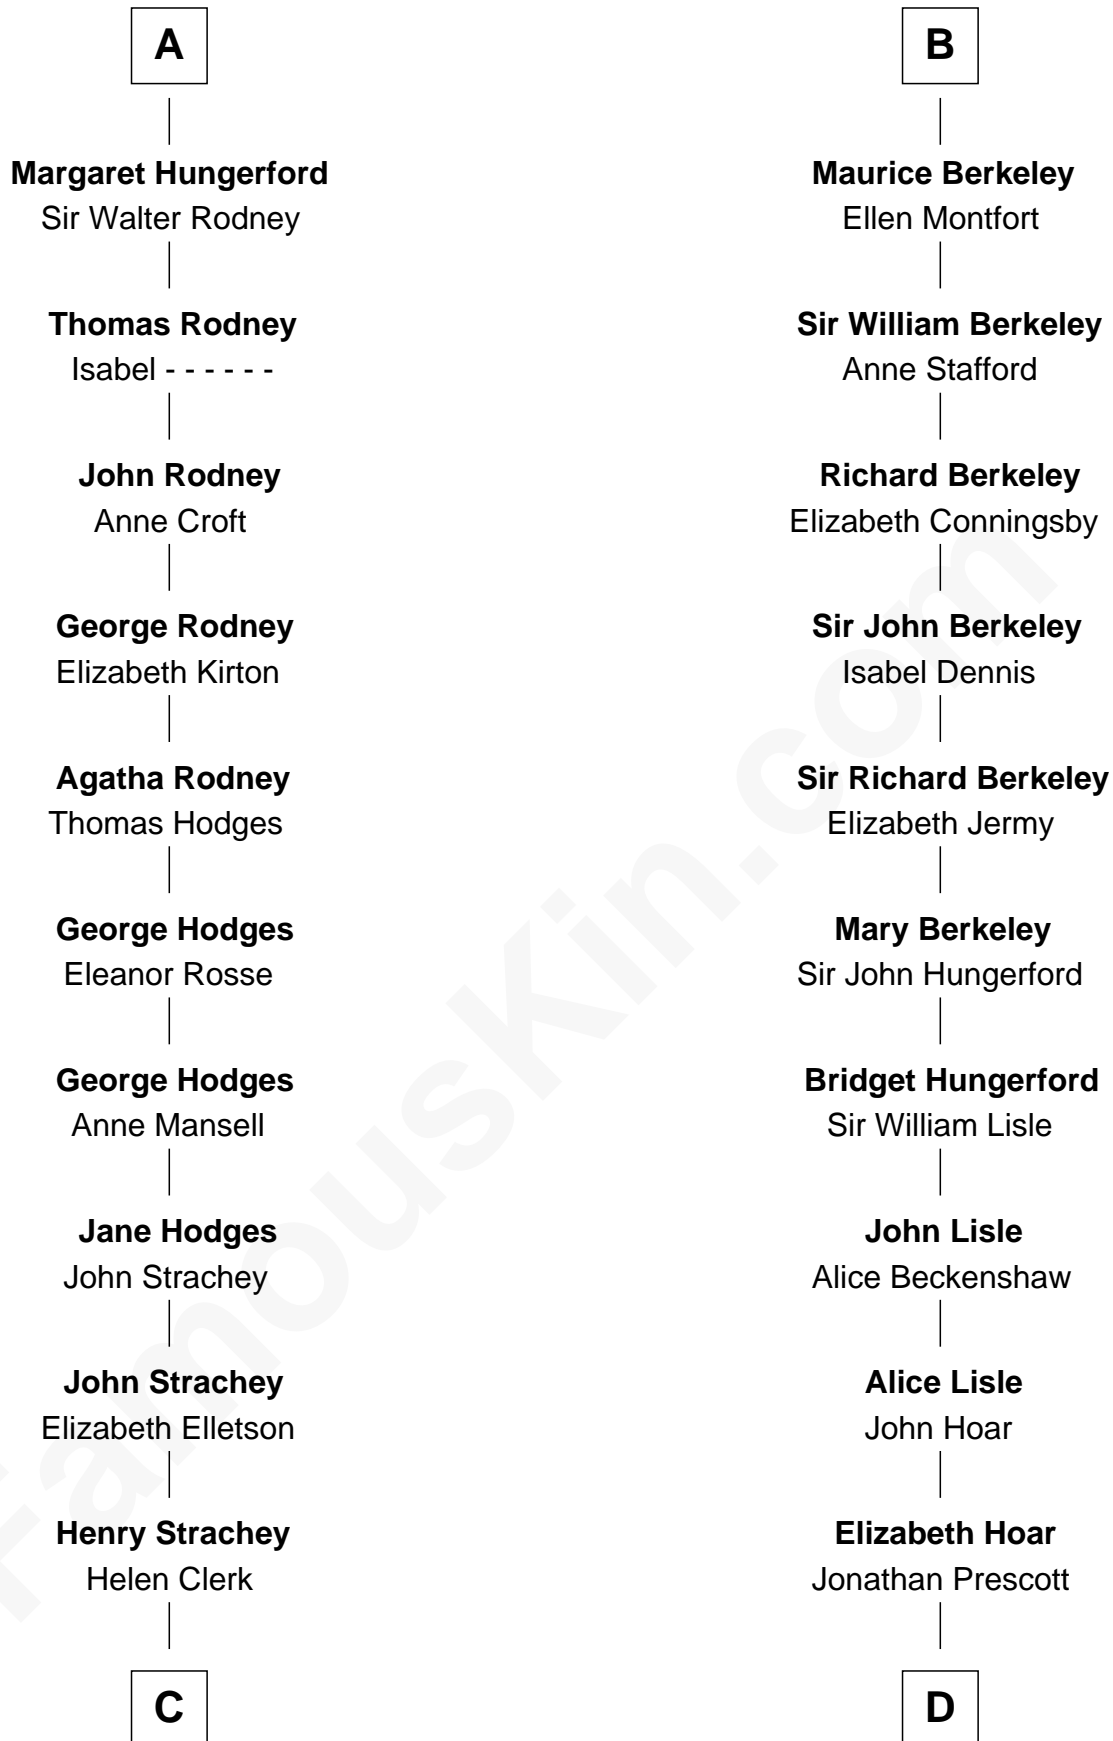 A
Margaret Hungerford
Sir Walter Rodney
Thomas Rodney
Isabel - - - - - -
John Rodney
Anne Croft
George Rodney
Elizabeth Kirton
Agatha Rodney
Thomas Hodges
George Hodges
Eleanor Rosse
George Hodges
Anne Mansell
Jane Hodges
John Strachey
John Strachey
Elizabeth Elletson
Henry Strachey
Helen Clerk
C
B
Maurice Berkeley
Ellen Montfort
Sir William Berkeley
Anne Stafford
Richard Berkeley
Elizabeth Conningsby
Sir John Berkeley
Isabel Dennis
Sir Richard Berkeley
Elizabeth Jermy
Mary Berkeley
Sir John Hungerford
Bridget Hungerford
Sir William Lisle
John Lisle
Alice Beckenshaw
Alice Lisle
John Hoar
Elizabeth Hoar
Jonathan Prescott
D
FamousKin.com